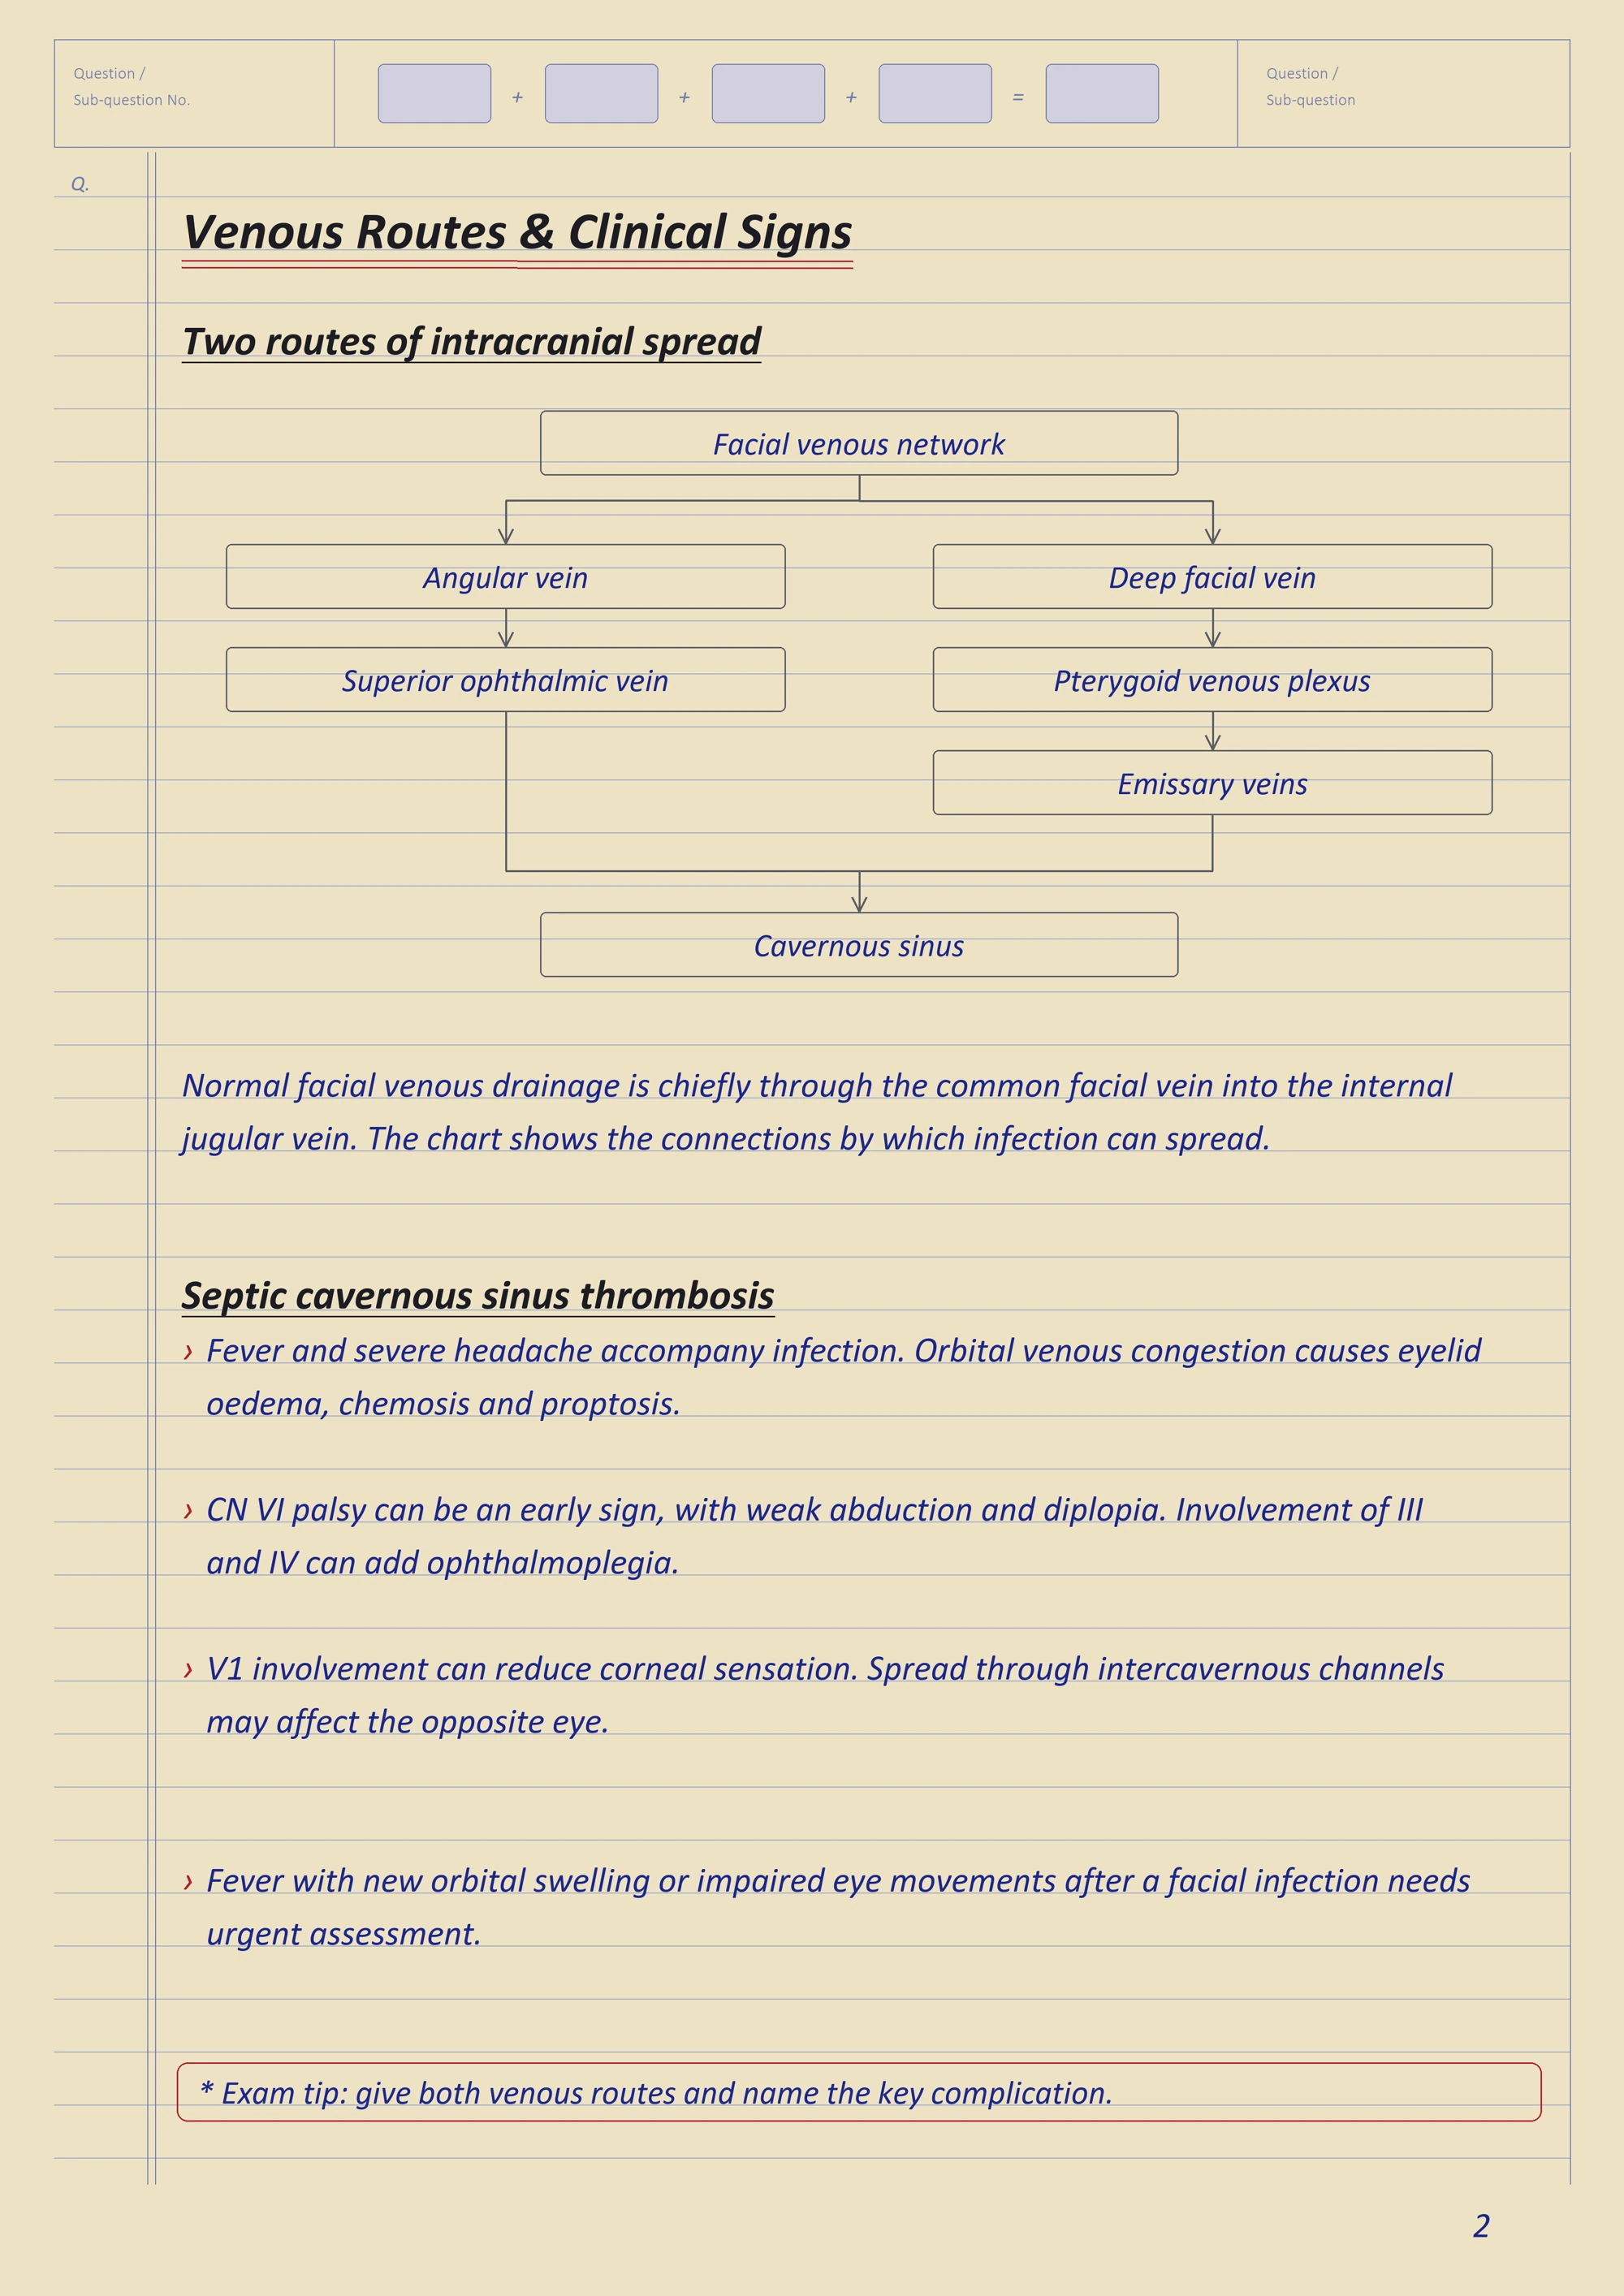 Question /
Sub-question No.
+ + + =
Question /
Sub-question
Q.
Venous Routes & Clinical Signs
Two routes of intracranial spread
Facial venous network
Angular vein
Superior ophthalmic vein
Deep facial vein
Pterygoid venous plexus
Emissary veins
Cavernous sinus
Normal facial venous drainage is chiefly through the common facial vein into the internal
jugular vein. The chart shows the connections by which infection can spread.
Septic cavernous sinus thrombosis
› Fever and severe headache accompany infection. Orbital venous congestion causes eyelid
oedema, chemosis and proptosis.
› CN VI palsy can be an early sign, with weak abduction and diplopia. Involvement of III
and IV can add ophthalmoplegia.
› V1 involvement can reduce corneal sensation. Spread through intercavernous channels
may affect the opposite eye.
› Fever with new orbital swelling or impaired eye movements after a facial infection needs
urgent assessment.
* Exam tip: give both venous routes and name the key complication.
2